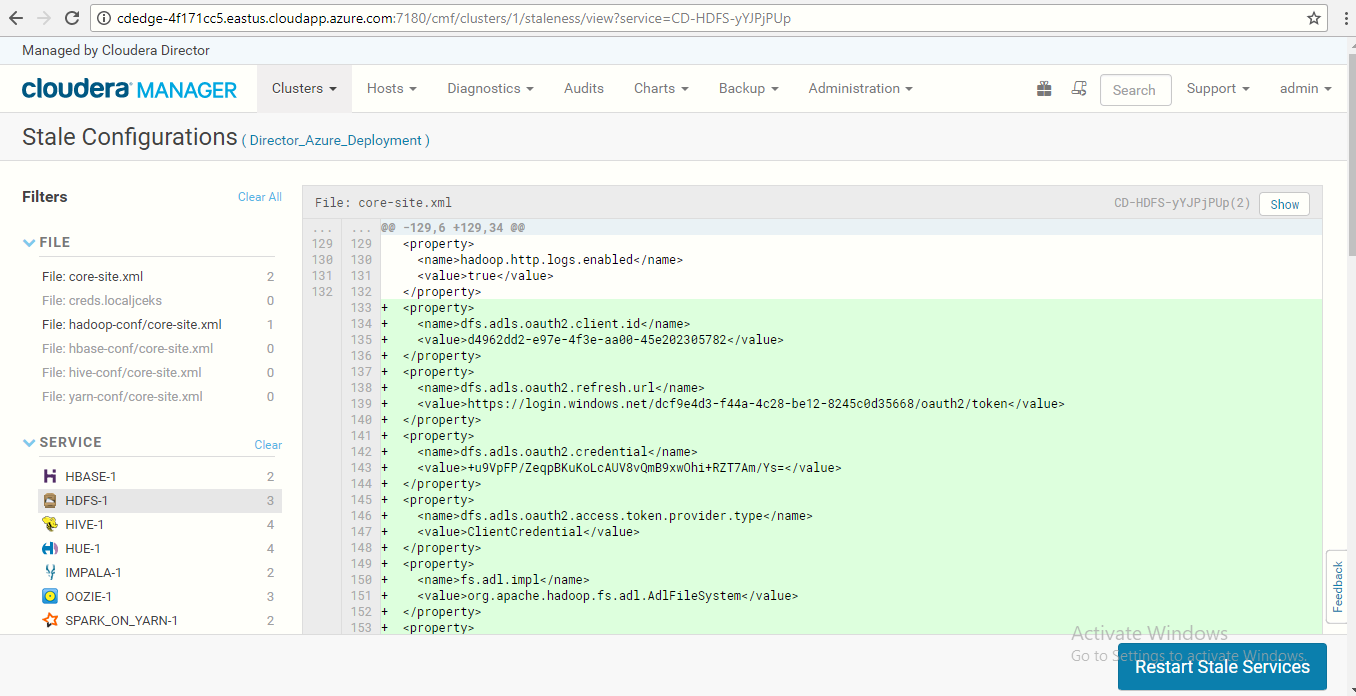 cdedge-4f171cc5.eastus.cloudapp.azure.com:7180/cmf/clusters/1/staleness/view?service=CD-HDFS-yYJPjPUp
Managed by Cloudera Director
cloudera MANAGER Clusters Hosts Diagnostics Audits Charts Backup Administration Search Support admin
Stale Configurations ( Director_Azure_Deployment )
Filters Clear All
FILE
File: core-site.xml 2
File: creds.localjceks 0
File: hadoop-conf/core-site.xml 1
File: hbase-conf/core-site.xml 0
File: hive-conf/core-site.xml 0
File: yarn-conf/core-site.xml 0
SERVICE Clear
HBASE-1 2
HDFS-1 3
HIVE-1 4
HUE-1 4
IMPALA-1 2
OOZIE-1 3
SPARK_ON_YARN-1 2
File: core-site.xml CD-HDFS-yYJPjPUp(2) Show
... ... @@ -129,6 +129,34 @@
129 129 <property>
130 130 <name>hadoop.http.logs.enabled</name>
131 131 <value>true</value>
132 132 </property>
133 + <property>
134 + <name>dfs.adls.oauth2.client.id</name>
135 + <value>d4962dd2-e97e-4f3e-aa00-45e202305782</value>
136 + </property>
137 + <property>
138 + <name>dfs.adls.oauth2.refresh.url</name>
139 + <value>https://login.windows.net/dcf9e4d3-f44a-4c28-be12-8245c0d35668/oauth2/token</value>
140 + </property>
141 + <property>
142 + <name>dfs.adls.oauth2.credential</name>
143 + <value>+u9VpFP/ZeqpBKuKoLcAUV8vQmB9xwOhi+RZT7Am/Ys=</value>
144 + </property>
145 + <property>
146 + <name>dfs.adls.oauth2.access.token.provider.type</name>
147 + <value>ClientCredential</value>
148 + </property>
149 + <property>
150 + <name>fs.adl.impl</name>
151 + <value>org.apache.hadoop.fs.adl.AdlFileSystem</value>
152 + </property>
153 + <property>
Feedback
Activate Windows
Go to Settings to activate Windows.
Restart Stale Services